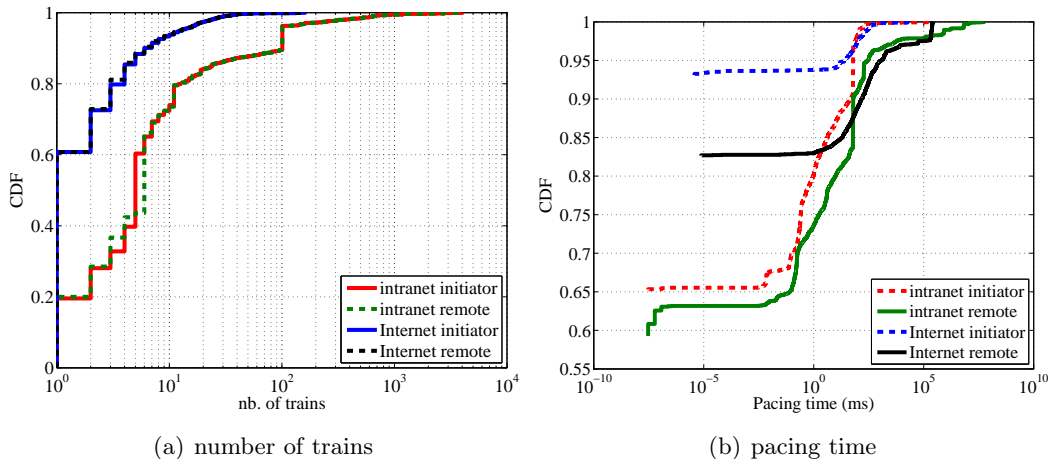 1
0.8
0.6
0.4
0.2
0
CDF
10^0
10^1
10^2
10^3
10^4
nb. of trains
intranet initiator
intranet remote
Internet initiator
Internet remote
(a) number of trains
1
0.95
0.9
0.85
0.8
0.75
0.7
0.65
0.6
0.55
CDF
10^−10
10^−5
10^0
10^5
10^10
Pacing time (ms)
intranet initiator
intranet remote
Internet initiator
Internet remote
(b) pacing time